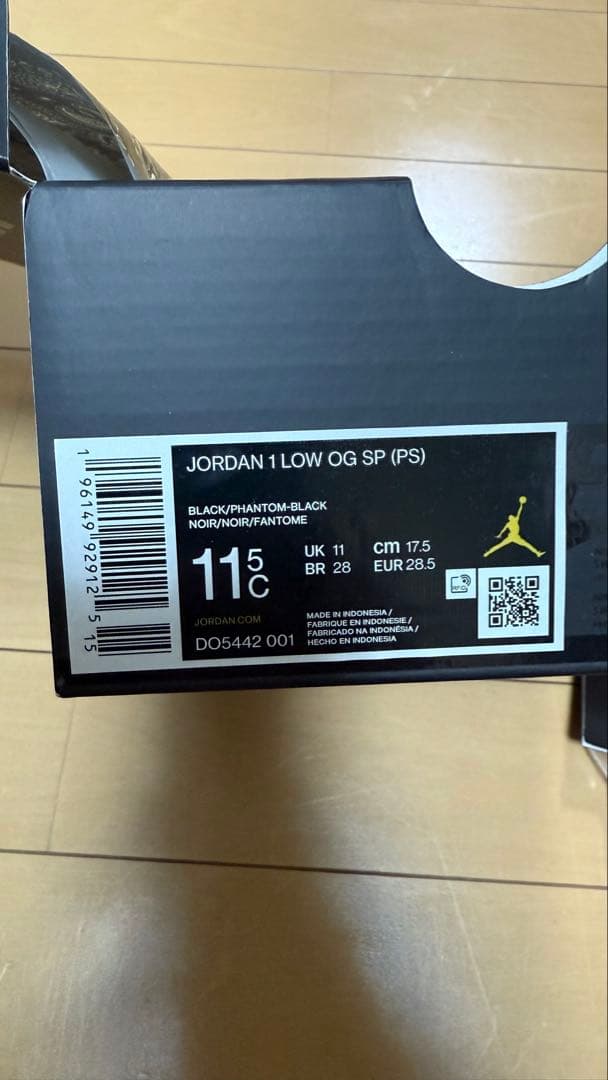 JORDAN 1 LOW OG SP (PS)
BLACK/PHANTOM-BLACK
NOIR/NOIR/FANTOME
11 5 C
UK 11 cm 17.5
BR 28 EUR 28.5
RFID
JORDAN.COM
DO5442 001
MADE IN INDONESIA /
FABRIQUE EN INDONESIE /
FABRICADO NA INDONÉSIA /
HECHO EN INDONESIA
1 96149 92912 5 15